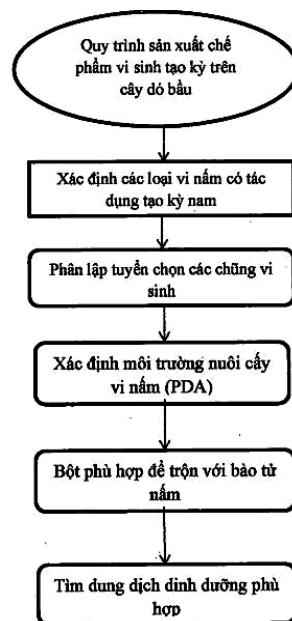 Quy trình sản xuất chế
phẩm vi sinh tạo kỳ trên
cây dó bầu
Xác định các loại vi nấm có tác
dụng tạo kỳ nam
Phân lập tuyển chọn các chũng vi
sinh
Xác định môi trường nuôi cấy
vi nấm (PDA)
Bột phù hợp để trộn với bào tử
nấm
Tìm dung dịch dinh dưỡng phù
hợp